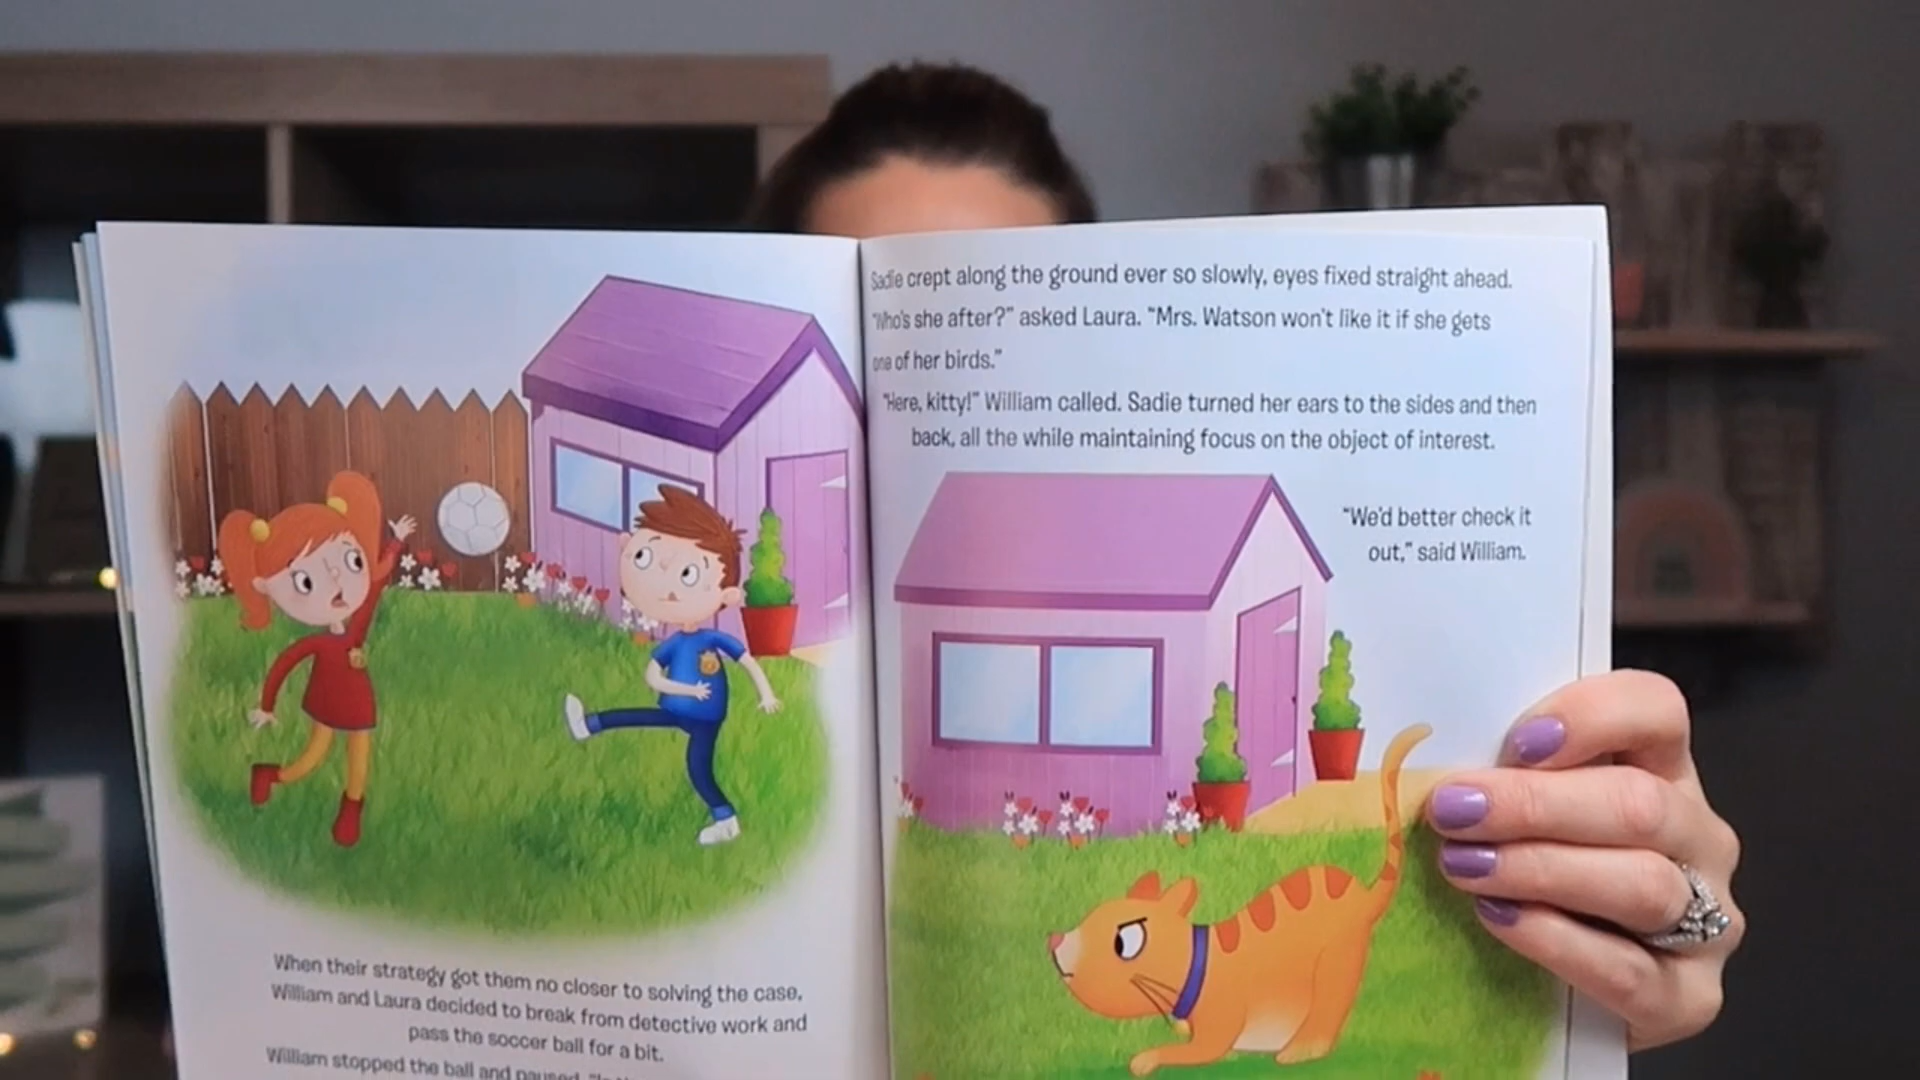 When their strategy got them no closer to solving the case,
William and Laura decided to break from detective work and
pass the soccer ball for a bit.
William stopped the ball and paused.
Sadie crept along the ground ever so slowly, eyes fixed straight ahead.
"Who's she after?" asked Laura. "Mrs. Watson won't like it if she gets
one of her birds."
"Here, kitty!" William called. Sadie turned her ears to the sides and then
back, all the while maintaining focus on the object of interest.
"We'd better check it
out," said William.